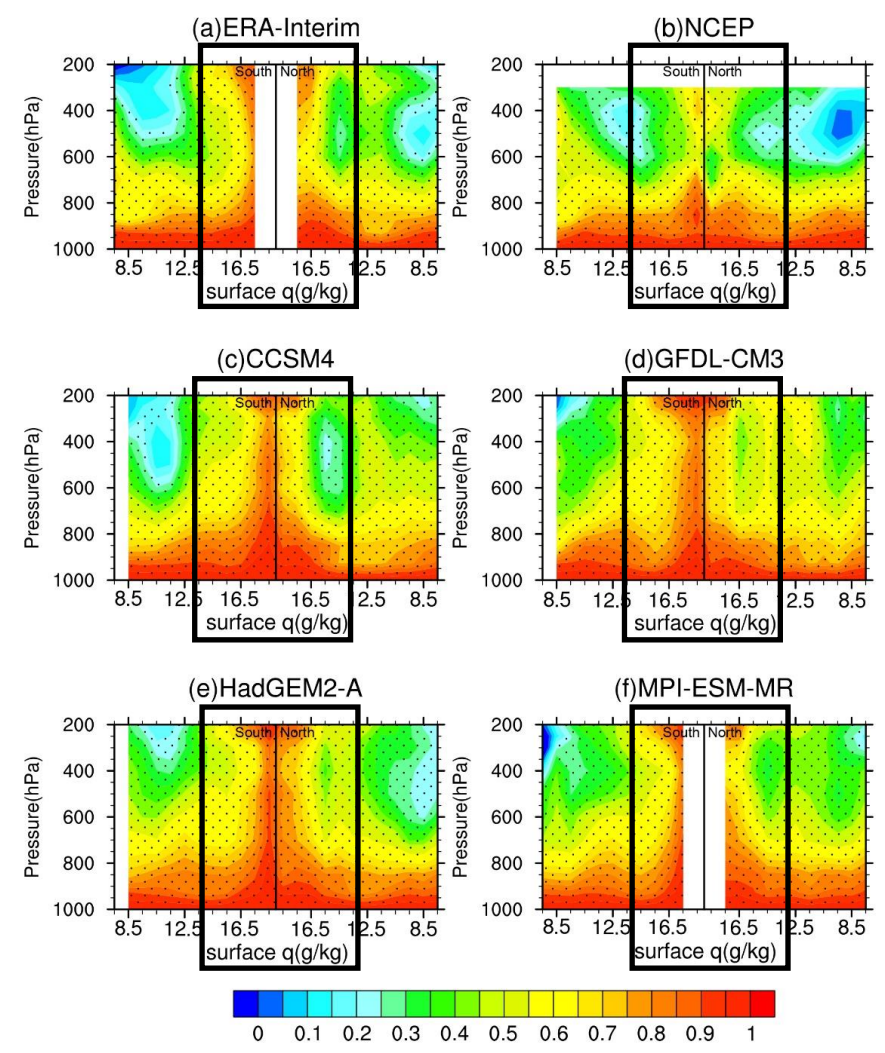 (a)ERA-Interim
(b)NCEP
South North
South North
200
400
600
800
1000
Pressure(hPa)
8.5 12.5 16.5 16.5 12.5 8.5
surface q(g/kg)
200
400
600
800
1000
Pressure(hPa)
8.5 12.5 16.5 16.5 12.5 8.5
surface q(g/kg)
(c)CCSM4
(d)GFDL-CM3
South North
South North
200
400
600
800
1000
Pressure(hPa)
8.5 12.5 16.5 16.5 12.5 8.5
surface q(g/kg)
200
400
600
800
1000
Pressure(hPa)
8.5 12.5 16.5 16.5 12.5 8.5
surface q(g/kg)
(e)HadGEM2-A
(f)MPI-ESM-MR
South North
South North
200
400
600
800
1000
Pressure(hPa)
8.5 12.5 16.5 16.5 12.5 8.5
surface q(g/kg)
200
400
600
800
1000
Pressure(hPa)
8.5 12.5 16.5 16.5 12.5 8.5
surface q(g/kg)
0 0.1 0.2 0.3 0.4 0.5 0.6 0.7 0.8 0.9 1